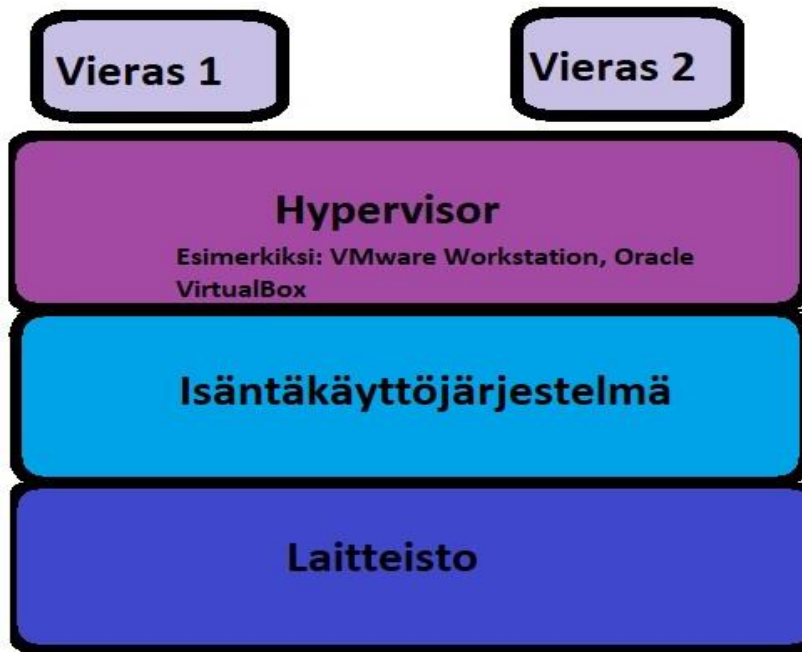 Vieras 1
Vieras 2
Hypervisor
Esimerkiksi: VMware Workstation, Oracle
VirtualBox
Isäntäkäyttöjärjestelmä
Laitteisto